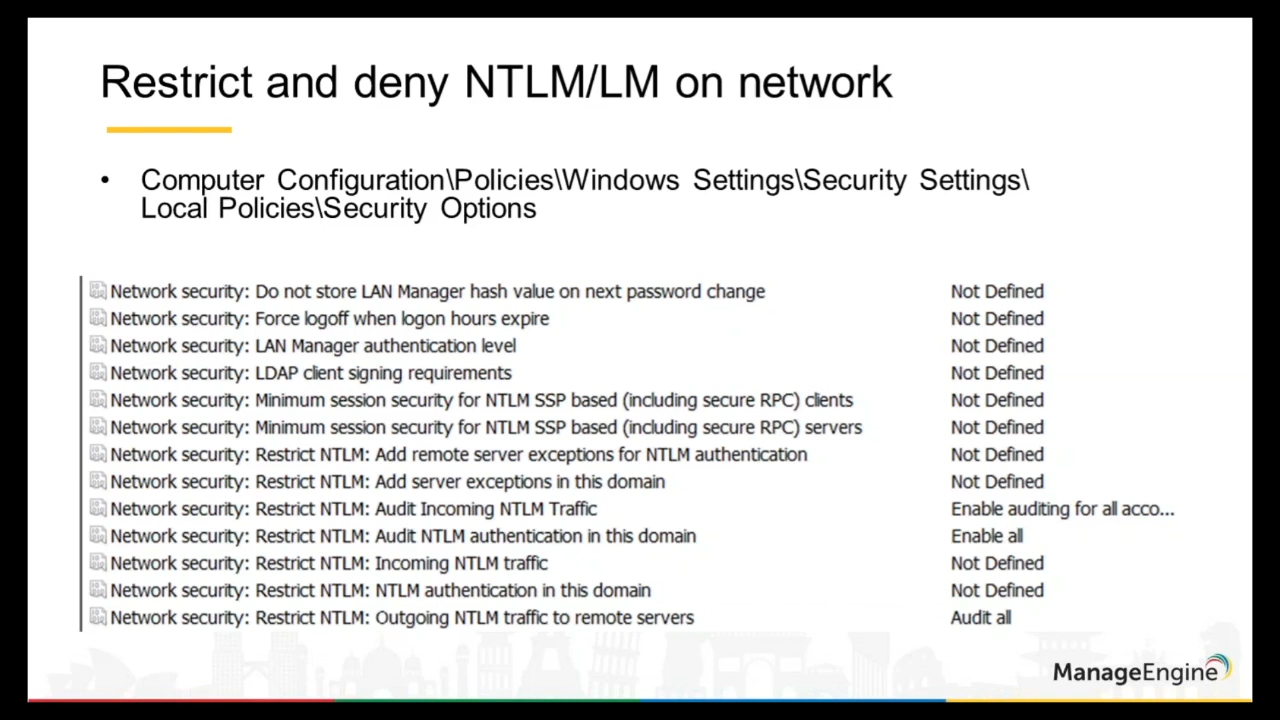 Restrict and deny NTLM/LM on network
• Computer Configuration\Policies\Windows Settings\Security Settings\
Local Policies\Security Options
Network security: Do not store LAN Manager hash value on next password change Not Defined
Network security: Force logoff when logon hours expire Not Defined
Network security: LAN Manager authentication level Not Defined
Network security: LDAP client signing requirements Not Defined
Network security: Minimum session security for NTLM SSP based (including secure RPC) clients Not Defined
Network security: Minimum session security for NTLM SSP based (including secure RPC) servers Not Defined
Network security: Restrict NTLM: Add remote server exceptions for NTLM authentication Not Defined
Network security: Restrict NTLM: Add server exceptions in this domain Not Defined
Network security: Restrict NTLM: Audit Incoming NTLM Traffic Enable auditing for all acco...
Network security: Restrict NTLM: Audit NTLM authentication in this domain Enable all
Network security: Restrict NTLM: Incoming NTLM traffic Not Defined
Network security: Restrict NTLM: NTLM authentication in this domain Not Defined
Network security: Restrict NTLM: Outgoing NTLM traffic to remote servers Audit all
ManageEngine